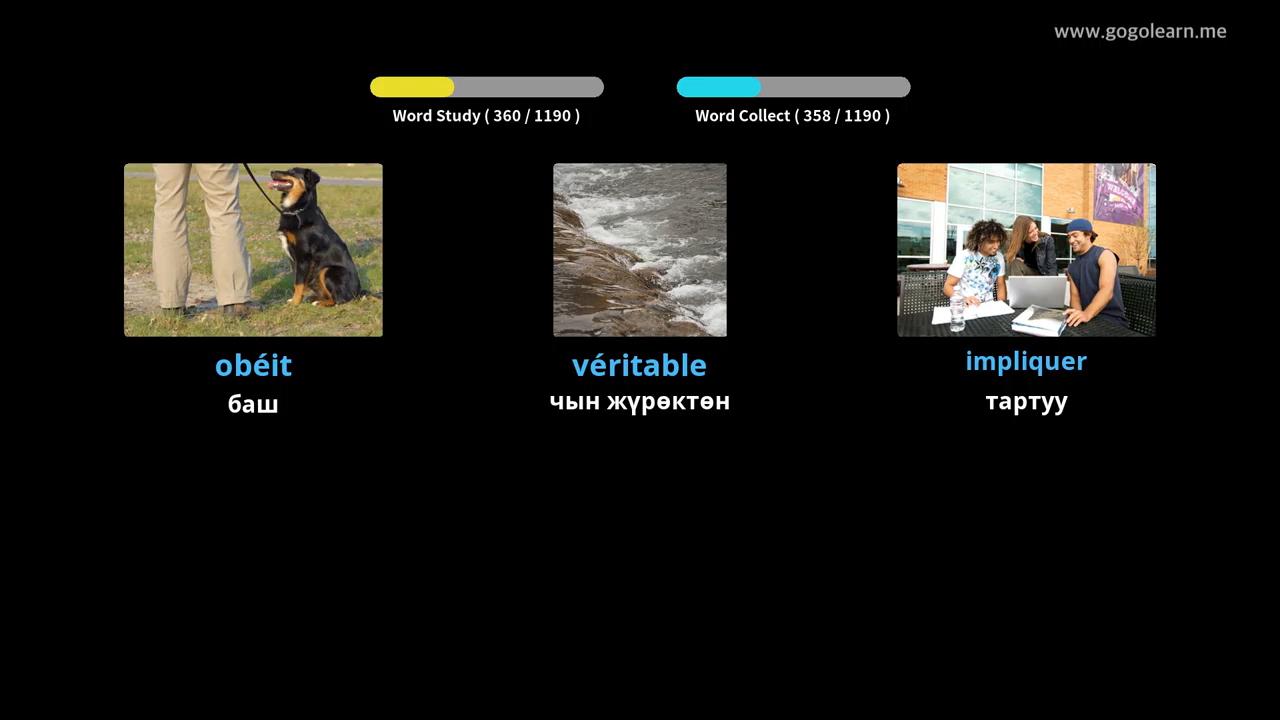 www.gogolearn.me
Word Study ( 360 / 1190 )
Word Collect ( 358 / 1190 )
obéit
баш
véritable
чын жүрөктөн
impliquer
тартуу